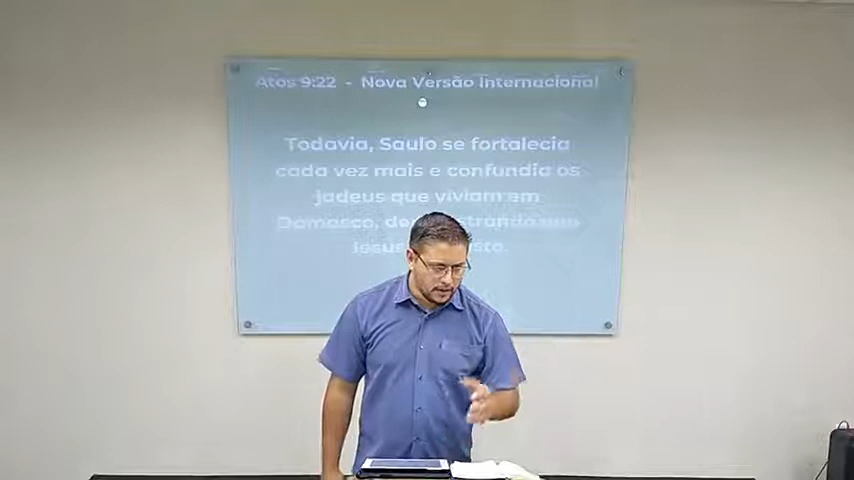 Atos 9:22 - Nova Versão Internacional
Todavia, Saulo se fortalecia
cada vez mais e confundia os
jadeus que viviam em
Damasco,
Jesus